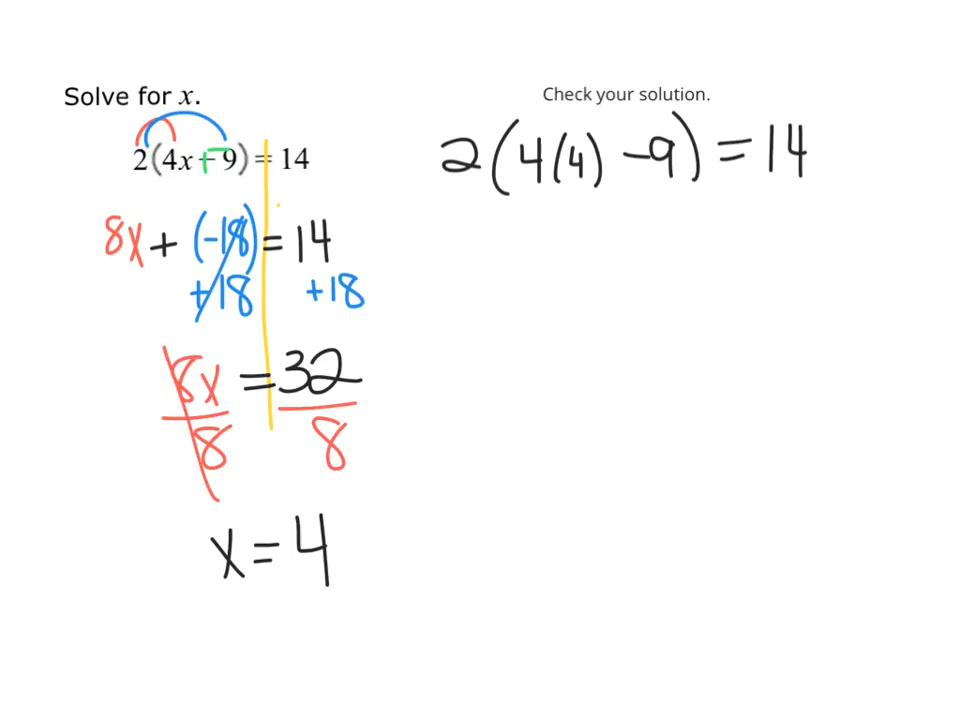 Solve for x.
2(4x + -9) = 14
8x + (-18) = 14
+18 +18
8x = 32
8 8
x = 4
Check your solution.
2(4(4) -9) = 14